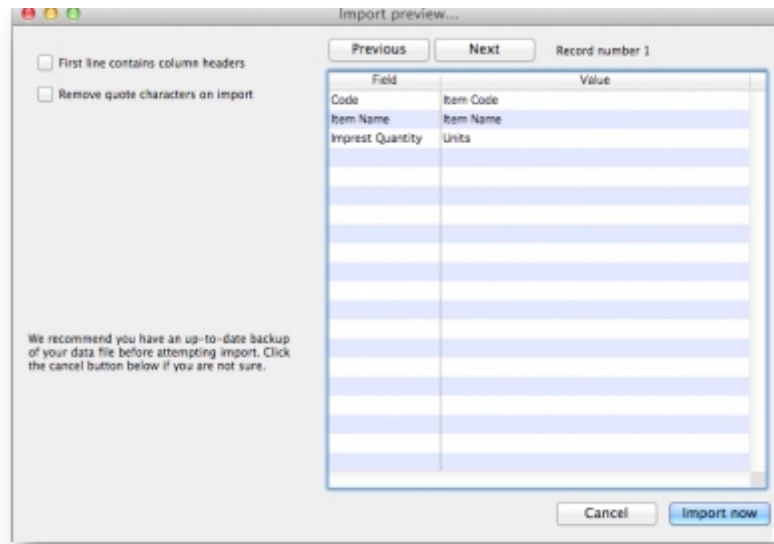 Import preview...
First line contains column headers
Remove quote characters on import
Previous Next Record number 1
Field Value
Code Item Code
Item Name Item Name
Imprest Quantity Units
We recommend you have an up-to-date backup
of your data file before attempting import. Click
the cancel button below if you are not sure.
Cancel Import now